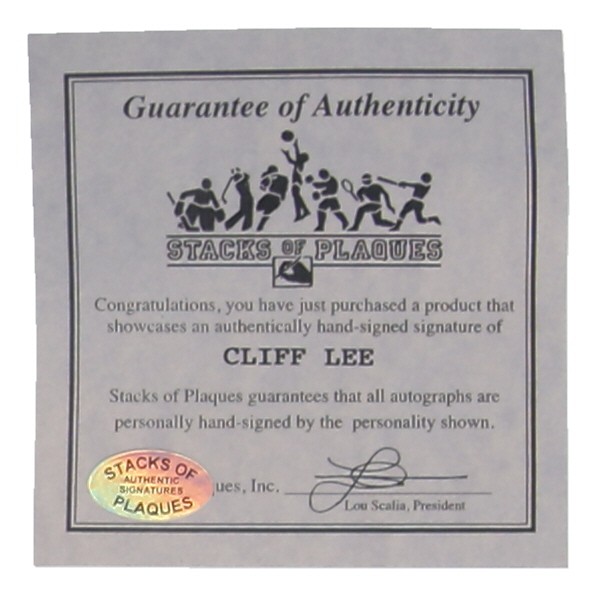 Guarantee of Authenticity
STACKS OF PLAQUES
Congratulations, you have just purchased a product that
showcases an authentically hand-signed signature of
CLIFF LEE
Stacks of Plaques guarantees that all autographs are
personally hand-signed by the personality shown.
STACKS OF
AUTHENTIC
SIGNATURES
PLAQUES
ues, Inc.
Lou Scalia, President